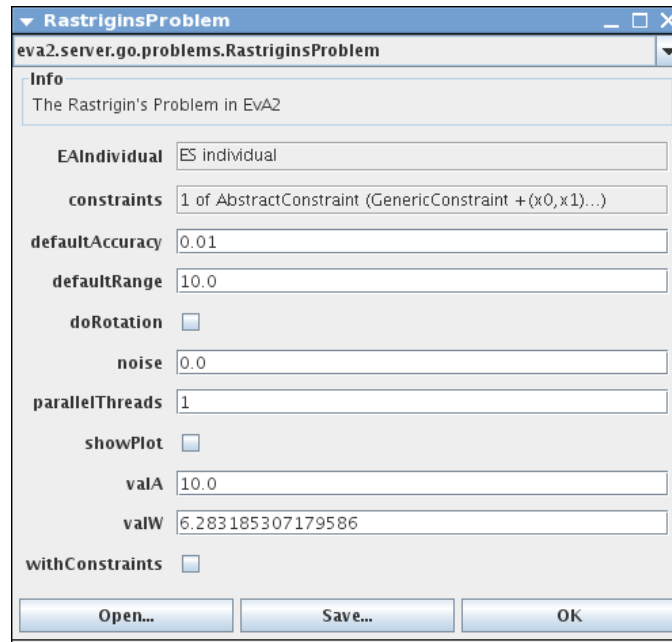 RastriginsProblem
eva2.server.go.problems.RastriginsProblem
Info
The Rastrigin's Problem in EvA2
EAIndividual ES individual
constraints 1 of AbstractConstraint (GenericConstraint +(x0,x1)...)
defaultAccuracy 0.01
defaultRange 10.0
doRotation
noise 0.0
parallelThreads 1
showPlot
valA 10.0
valW 6.283185307179586
withConstraints
Open... Save... OK